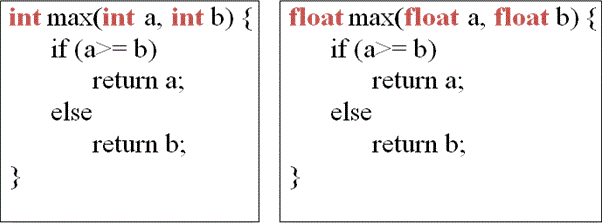 int max(int a, int b) {
if (a>= b)
return a;
else
return b;
}
float max(float a, float b) {
if (a>= b)
return a;
else
return b;
}